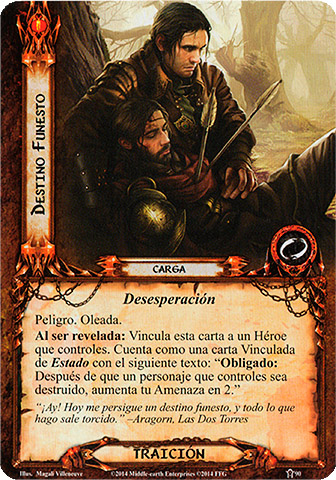 DESTINO FUNESTO
CARGA
Desesperación
Peligro. Oleada.
Al ser revelada: Vincula esta carta a un Héroe
que controles. Cuenta como una carta Vinculada
de Estado con el siguiente texto: “Obligado:
Después de que un personaje que controles sea
destruido, aumenta tu Amenaza en 2.”
“¡Ay! Hoy me persigue un destino funesto, y todo lo
que hago sale torcido.” –Aragorn, Las Dos Torres
TRAICIÓN
Illus. Magali Villeneuve ©2014 Middle-earth Enterprises ©2014 FFG 90